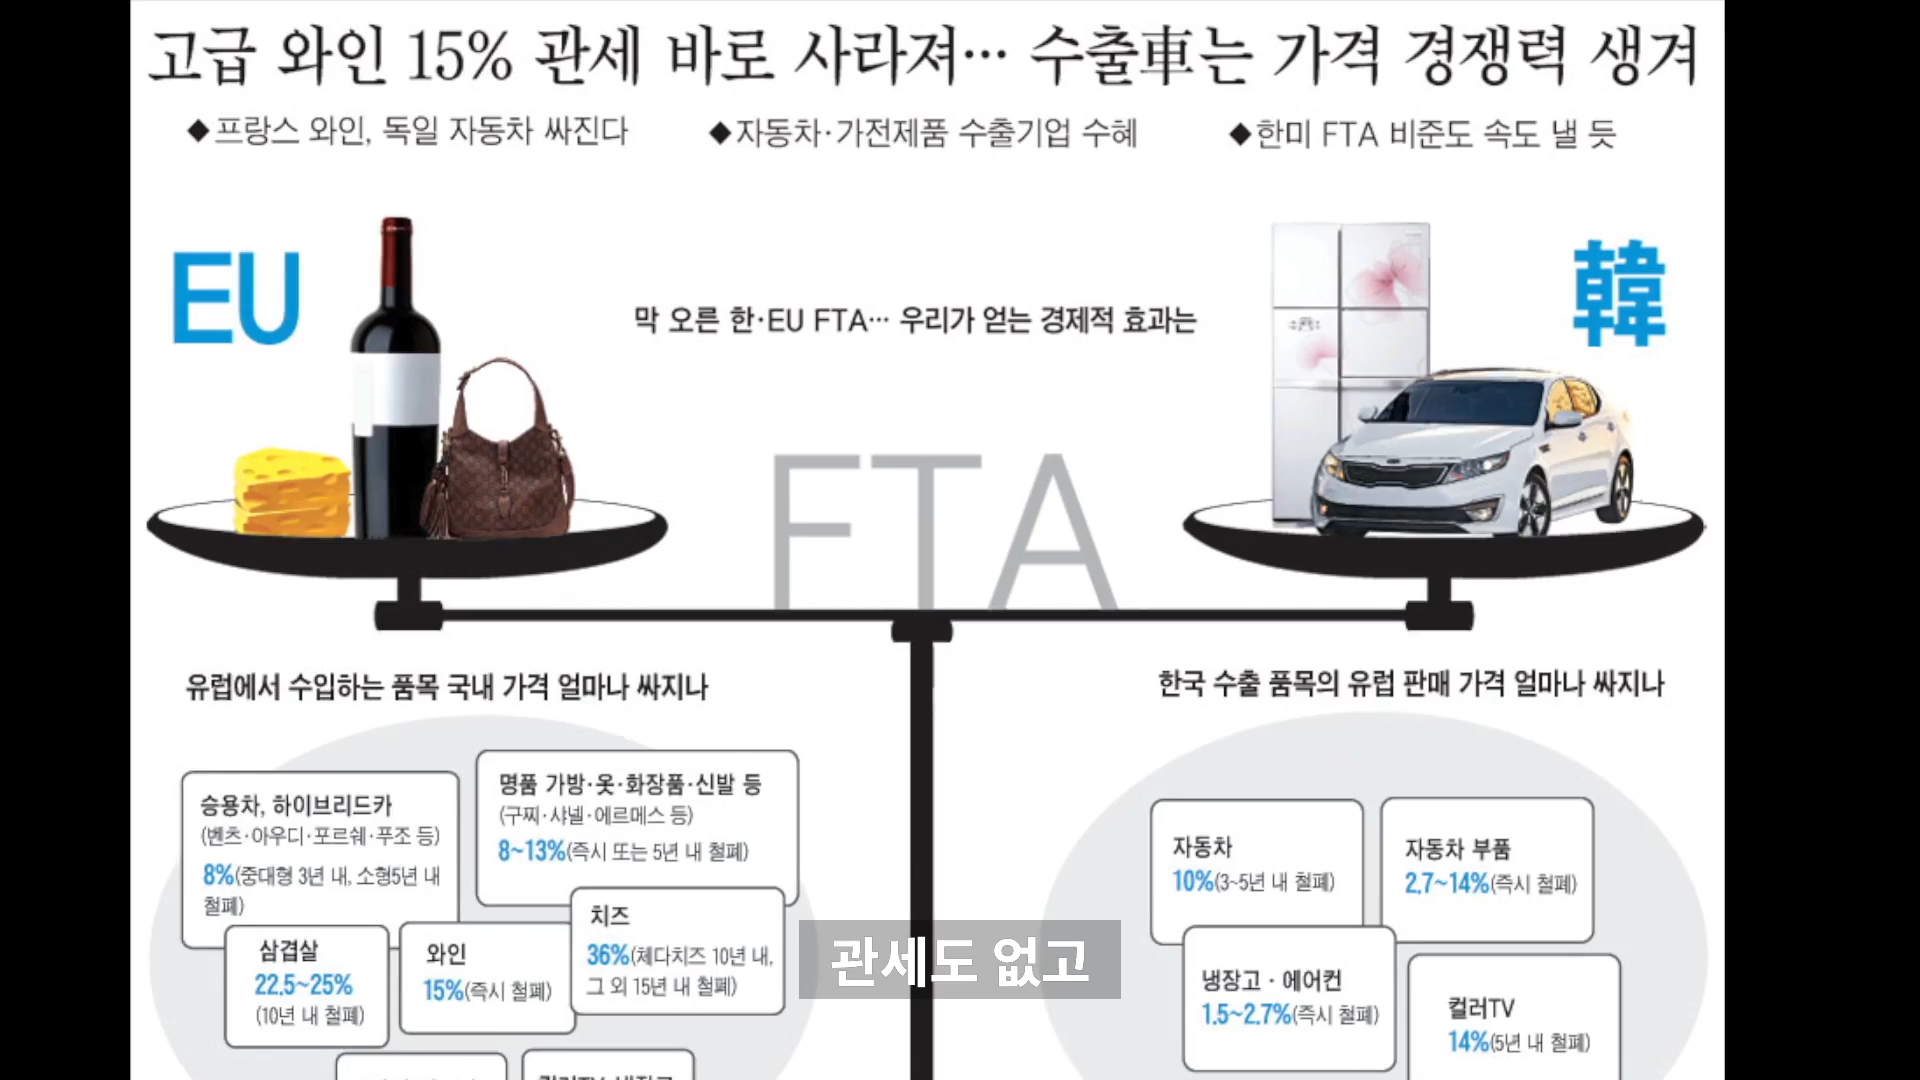 고급 와인 15% 관세 바로 사라져… 수출車는 가격 경쟁력 생겨
◆프랑스 와인, 독일 자동차 싸진다
◆자동차·가전제품 수출기업 수혜
◆한미 FTA 비준도 속도 낼 듯
EU
韓
막 오른 한·EU FTA… 우리가 얻는 경제적 효과는
FTA
유럽에서 수입하는 품목 국내 가격 얼마나 싸지나
승용차, 하이브리드카
(벤츠·아우디·포르쉐·푸조 등)
8%(중대형 3년 내, 소형5년 내
철폐)
명품 가방·옷·화장품·신발 등
(구찌·샤넬·에르메스 등)
8~13%(즉시 또는 5년 내 철폐)
삼겹살
22.5~25%
(10년 내 철폐)
와인
15%(즉시 철폐)
치즈
36%(체다치즈 10년 내,
그 외 15년 내 철폐)
한국 수출 품목의 유럽 판매 가격 얼마나 싸지나
자동차
10%(3~5년 내 철폐)
자동차 부품
2.7~14%(즉시 철폐)
냉장고·에어컨
1.5~2.7%(즉시 철폐)
컬러TV
14%(5년 내 철폐)
관세도 없고